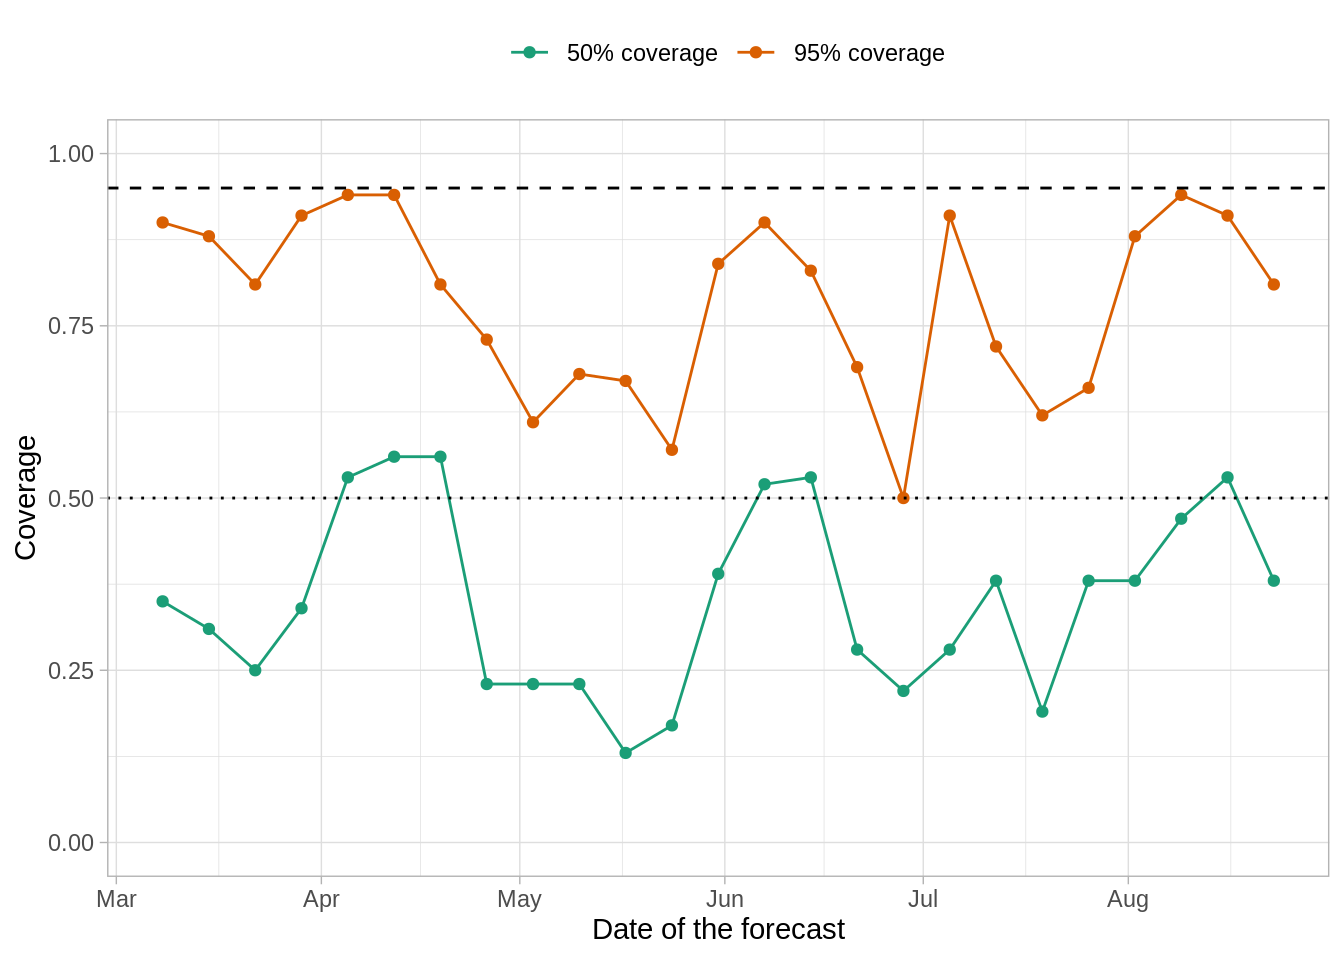 50% coverage 95% coverage
1.00
0.75
0.50
0.25
0.00
Coverage
Mar Apr May Jun Jul Aug
Date of the forecast